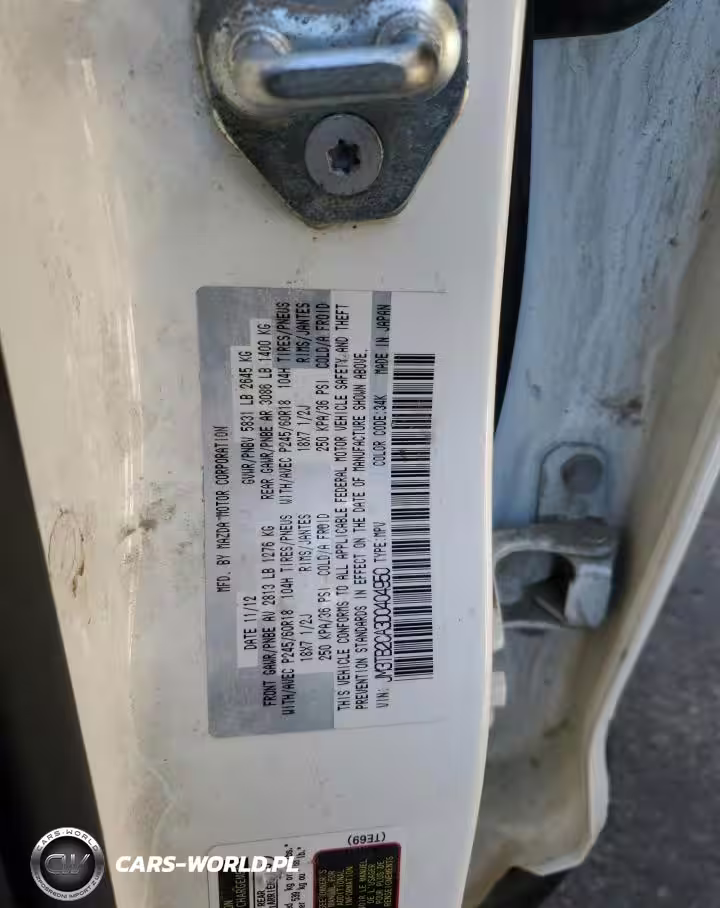 MFD. BY MAZDA MOTOR CORPORATION
DATE 11/12 GVWR/PNBV 5831 LB 2645 KG
FRONT GAWR/PNBE AV 2813 LB 1276 KG REAR GAWR/PNBE AR 3086 LB 1400 KG
WITH/AVEC P245/60R18 104H TIRES/PNEUS WITH/AVEC P245/60R18 104H TIRES/PNEUS
18X7 1/2J RIMS/JANTES 18X7 1/2J RIMS/JANTES
250 KPA/36 PSI COLD/A FROID 250 KPA/36 PSI COLD/A FROID
THIS VEHICLE CONFORMS TO ALL APPLICABLE FEDERAL MOTOR VEHICLE SAFETY AND THEFT
PREVENTION STANDARDS IN EFFECT ON THE DATE OF MANUFACTURE SHOWN ABOVE.
VIN: JM3TB2CA3D0404950 TYPE:MPV COLOR CODE:34K MADE IN JAPAN
(TE69)
CARS-WORLD
CW
CARS-WORLD.PL